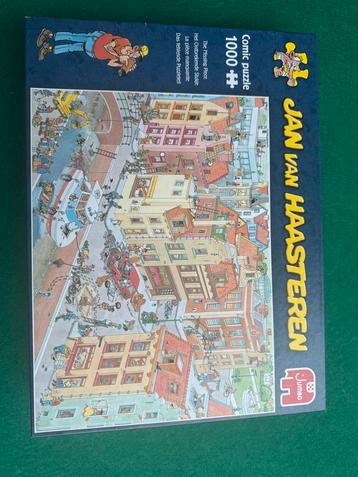 JAN VAN HAASTEREN
Comic puzzle
1000
The Missing Piece
Het Ontbrekende Stukje
La pièce manquante
Das fehlende Puzzleteil
Jumbo